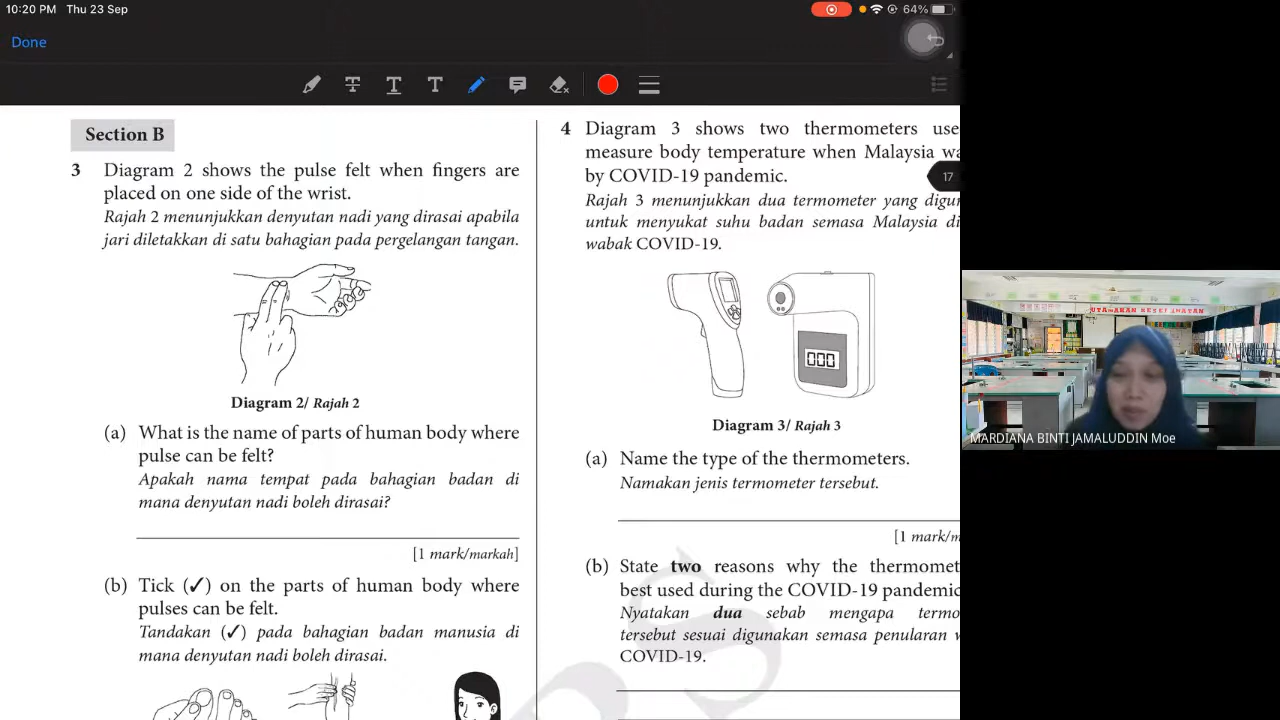 10:20 PM Thu 23 Sep
64%
Done
T
T
T
17
Section B
3 Diagram 2 shows the pulse felt when fingers are
placed on one side of the wrist.
Rajah 2 menunjukkan denyutan nadi yang dirasai apabila
jari diletakkan di satu bahagian pada pergelangan tangan.
Diagram 2/ Rajah 2
(a) What is the name of parts of human body where
pulse can be felt?
Apakah nama tempat pada bahagian badan di
mana denyutan nadi boleh dirasai?
[1 mark/markah]
(b) Tick (✓) on the parts of human body where
pulses can be felt.
Tandakan (✓) pada bahagian badan manusia di
mana denyutan nadi boleh dirasai.
4 Diagram 3 shows two thermometers use
measure body temperature when Malaysia wa
by COVID-19 pandemic.
Rajah 3 menunjukkan dua termometer yang digu
untuk menyukat suhu badan semasa Malaysia di
wabak COVID-19.
000
Diagram 3/ Rajah 3
(a) Name the type of the thermometers.
Namakan jenis termometer tersebut.
[1 mark/m
(b) State two reasons why the thermomet
best used during the COVID-19 pandemic
Nyatakan dua sebab mengapa termo
tersebut sesuai digunakan semasa penularan
COVID-19.
MARDIANA BINTI JAMALUDDIN Moe